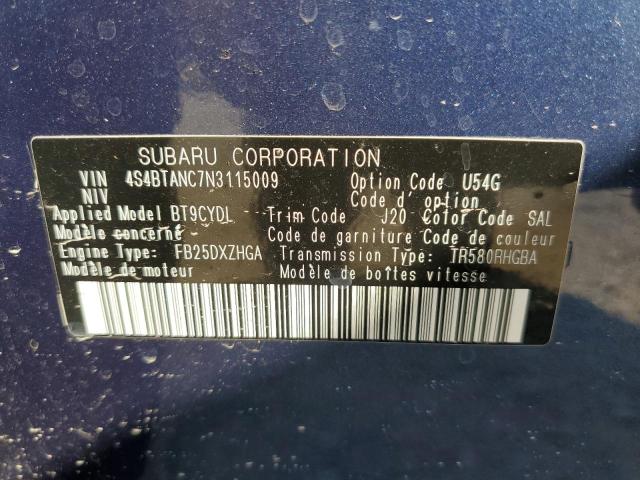 SUBARU CORPORATION
VIN 4S4BTANC7N3115009 Option Code U54G
NIV Code d' option
Applied Model BT9CYDL Trim Code J20 Color Code SAL
Modèle concerné Code de garniture Code de couleur
Engine Type: FB25DXZHGA Transmission Type: TR580RHGBA
Modèle de moteur Modèle de boîtes vitesse